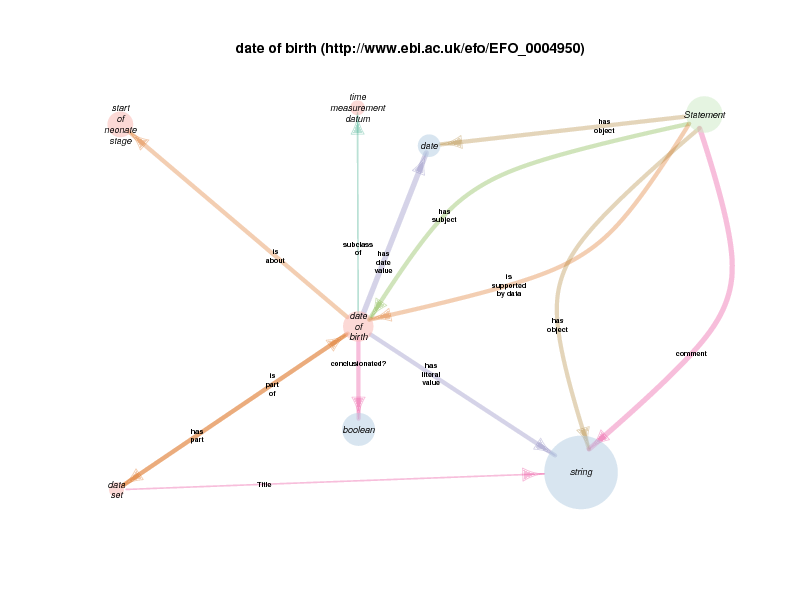 date of birth (http://www.ebi.ac.uk/efo/EFO_0004950)
start
of
neonate
stage
time
measurement
datum
date
Statement
has
object
has
subject
subclass
of
has
date
value
is
about
is
supported
by data
date
of
birth
has
object
conclusionated?
has
literal
value
comment
is
part
of
has
part
boolean
string
data
set
Title